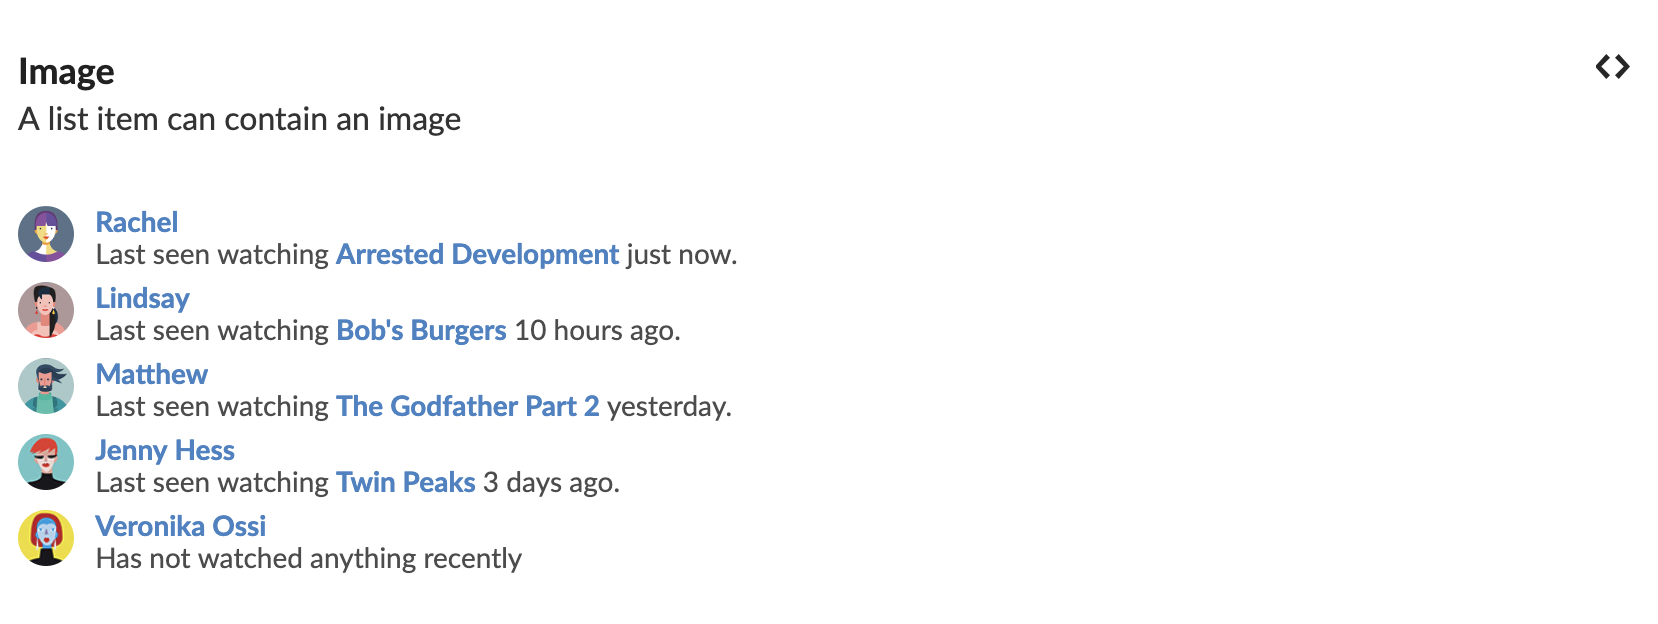 Image
A list item can contain an image
Rachel
Last seen watching Arrested Development just now.
Lindsay
Last seen watching Bob's Burgers 10 hours ago.
Matthew
Last seen watching The Godfather Part 2 yesterday.
Jenny Hess
Last seen watching Twin Peaks 3 days ago.
Veronika Ossi
Has not watched anything recently